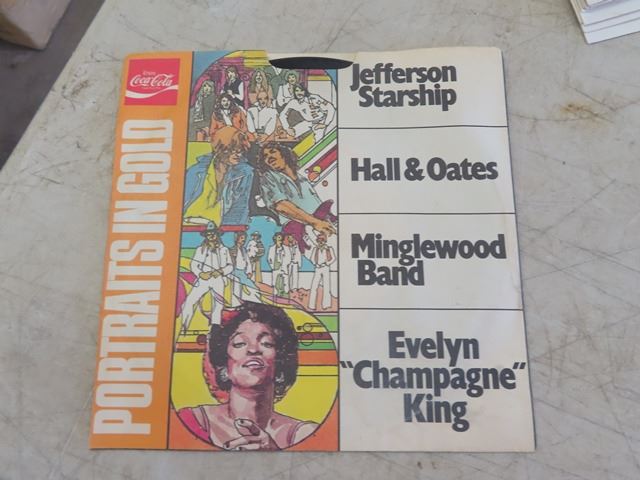 Enjoy
Coca-Cola
PORTRAITS IN GOLD
Jefferson
Starship
Hall & Oates
Minglewood
Band
Evelyn
"Champagne"
King